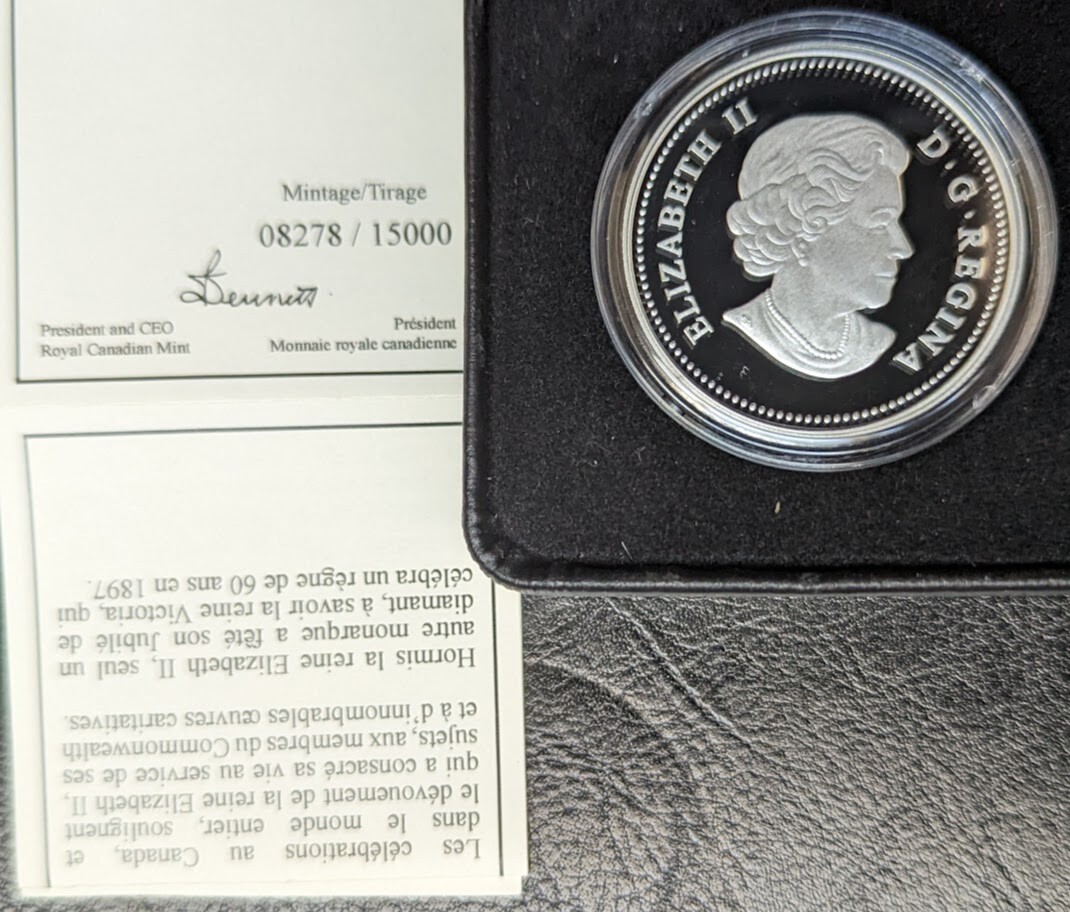 Mintage/Tirage
08278 / 15000
President and CEO
Royal Canadian Mint
Président
Monnaie royale canadienne
ELIZABETH II D·G·REGINA
Les célébrations au Canada, et
dans le monde entier, soulignent
le dévouement de la reine Elizabeth II,
qui a consacré sa vie au service de ses
sujets, aux membres du Commonwealth
et à d'innombrables œuvres caritatives.
Hormis la reine Elizabeth II, seul un
autre monarque a fêté son Jubilé de
diamant, à savoir la reine Victoria, qui
célébra un règne de 60 ans en 1897.